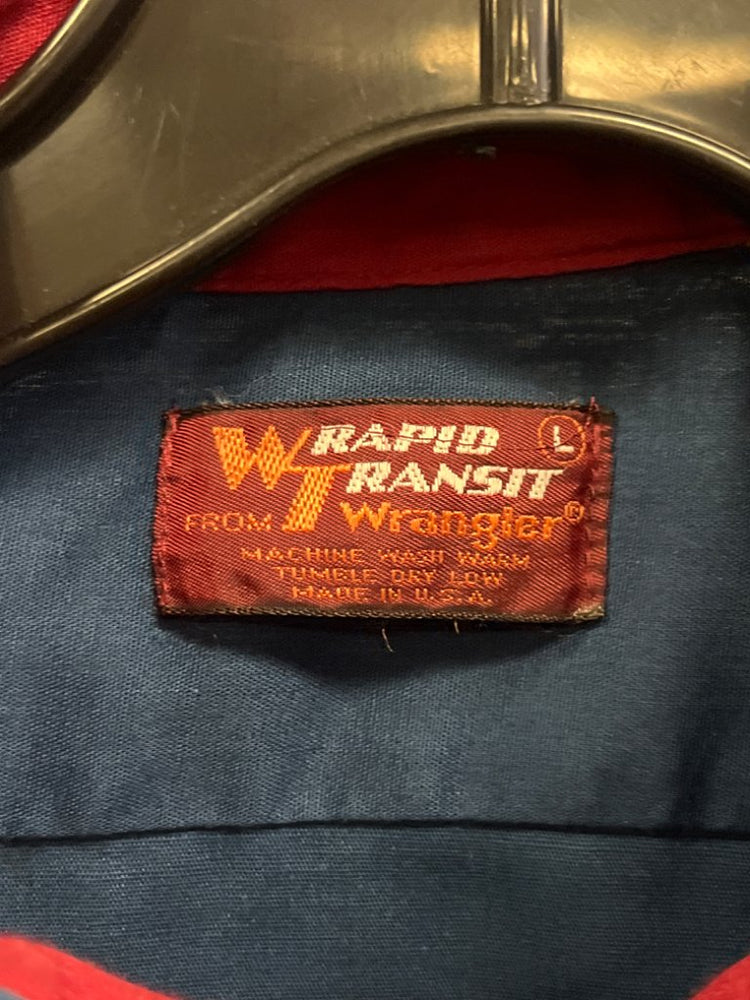 WT RAPID L
TRANSIT
FROM Wrangler®
MACHINE WASH WARM
TUMBLE DRY LOW
MADE IN U.S.A.